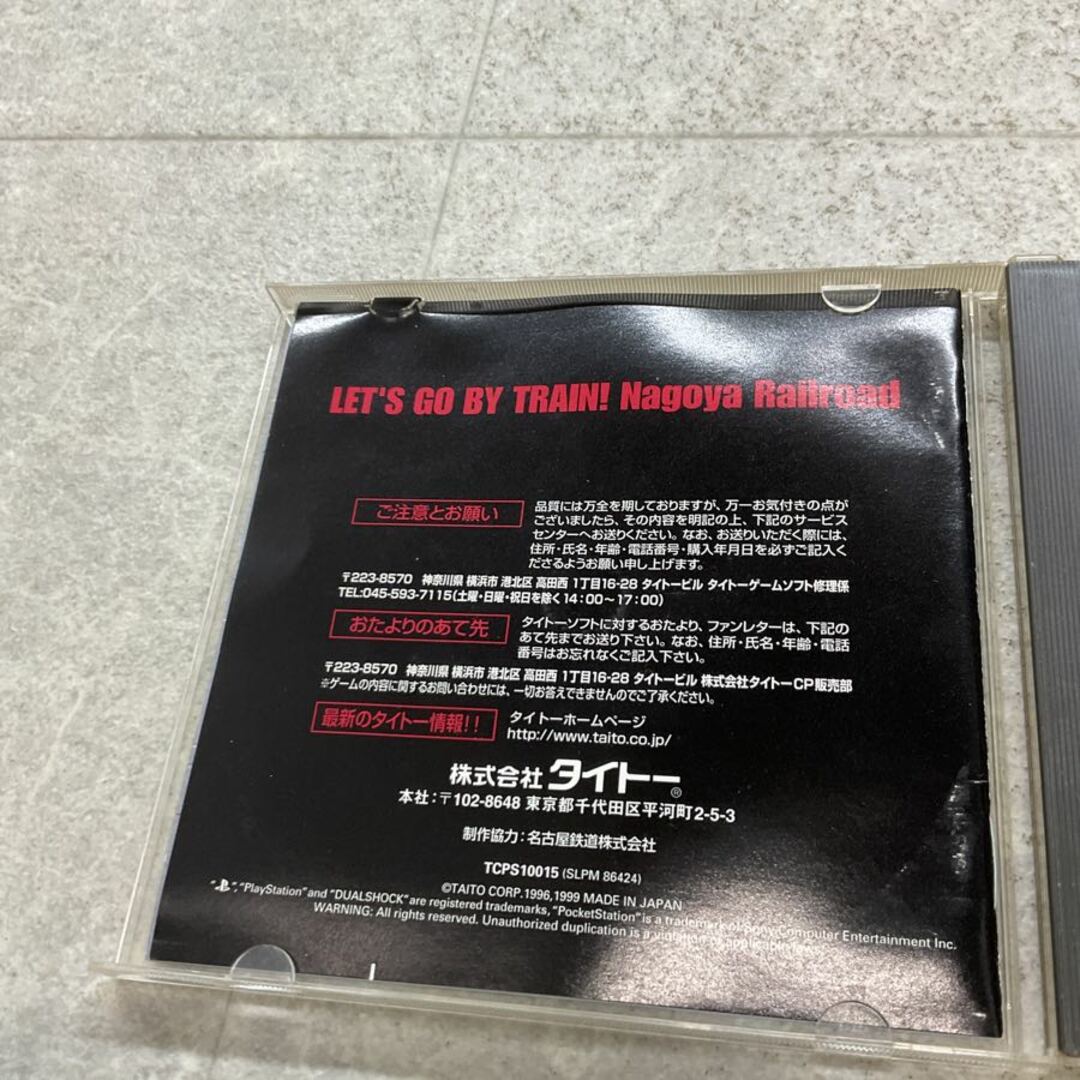 LET'S GO BY TRAIN! Nagoya Railroad
ご注意とお願い
品質には万全を期しておりますが、万一お気付きの点が
ございましたら、その内容を明記の上、下記のサービス
センターへお送りください。なお、お送りいただく際には、
住所・氏名・年齢・電話番号・購入年月日を必ずご記入く
ださるようお願い申し上げます。
〒223-8570 神奈川県 横浜市 港北区 高田西 1丁目16-28 タイトービル タイトーゲームソフト修理係
TEL:045-593-7115(土曜・日曜・祝日を除く14:00〜17:00)
おたよりのあて先
タイトーソフトに対するおたより、ファンレターは、下記の
あて先までお送り下さい。なお、住所・氏名・年齢・電話
番号はお忘れなくご記入下さい。
〒223-8570 神奈川県 横浜市 港北区 高田西 1丁目16-28 タイトービル 株式会社タイトーCP販売部
※ゲームの内容に関するお問い合わせには、一切お答えできませんのでご了承ください。
最新のタイトー情報!!
タイトーホームページ
http://www.taito.co.jp/
株式会社 タイトー®
本社:〒102-8648 東京都千代田区平河町2-5-3
制作協力:名古屋鉄道株式会社
TCPS10015 (SLPM 86424)
©TAITO CORP.1996,1999 MADE IN JAPAN
" ", "PlayStation" and "DUALSHOCK" are registered trademarks, "PocketStation" is a trademark of Sony Computer Entertainment Inc.
WARNING: All rights reserved. Unauthorized duplication is a violation of applicable laws.